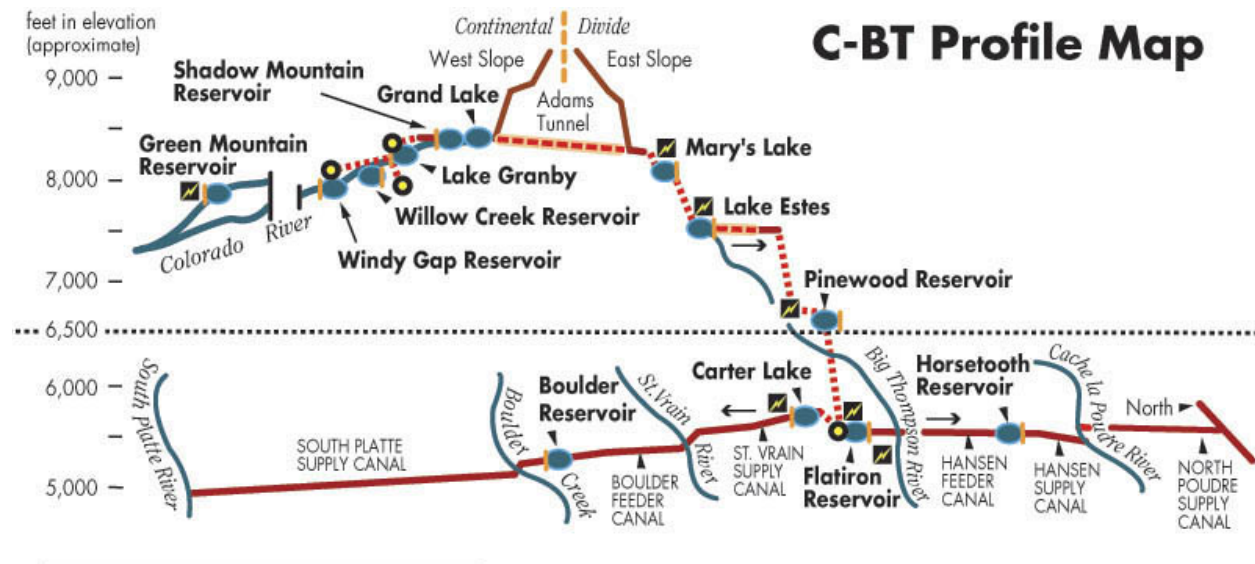 feet in elevation
(approximate)
C-BT Profile Map
Continental Divide
West Slope
East Slope
9,000
Shadow Mountain
Reservoir
Grand Lake
Adams
Tunnel
Green Mountain
Reservoir
Mary's Lake
8,000
Lake Granby
Willow Creek Reservoir
Lake Estes
Colorado River
Windy Gap Reservoir
7,000
Pinewood Reservoir
6,500
6,000
South Platte River
Boulder Creek
Boulder
Reservoir
St.Vrain River
Carter Lake
Big Thompson River
Horsetooth
Reservoir
Cache la Poudre River
North
SOUTH PLATTE
SUPPLY CANAL
BOULDER
FEEDER
CANAL
ST. VRAIN
SUPPLY
CANAL
Flatiron
Reservoir
HANSEN
FEEDER
CANAL
HANSEN
SUPPLY
CANAL
NORTH
POUDRE
SUPPLY
CANAL
5,000